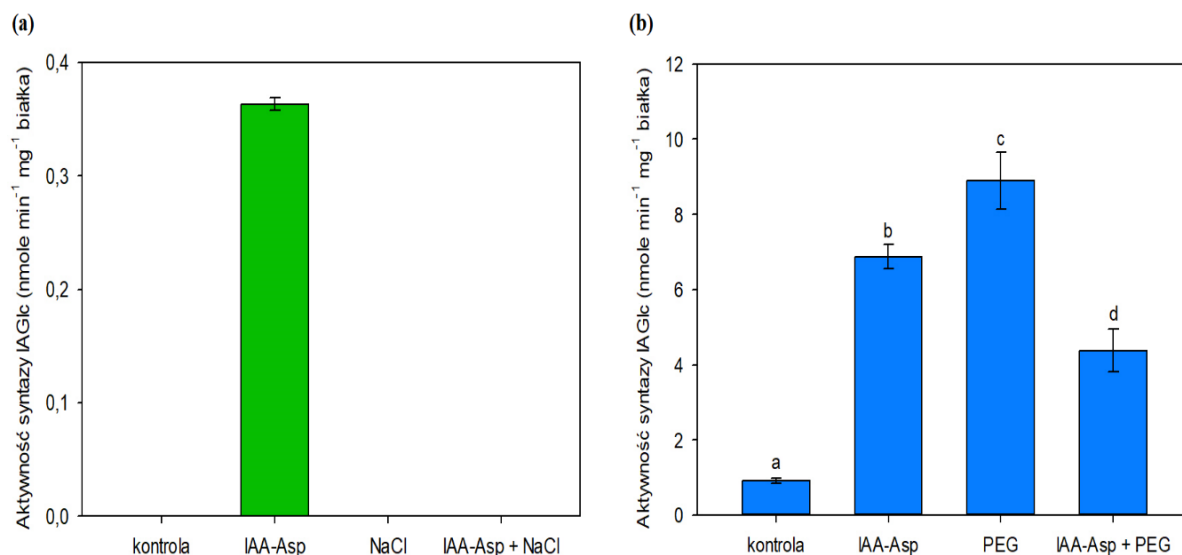 (a)
Aktywność syntazy IAGlc (nmole min⁻¹ mg⁻¹ białka)
0,4
0,3
0,2
0,1
0,0
kontrola IAA-Asp NaCl IAA-Asp + NaCl
(b)
Aktywność syntazy IAGlc (nmole min⁻¹ mg⁻¹ białka)
12
10
8
6
4
2
0
a
b
c
d
kontrola IAA-Asp PEG IAA-Asp + PEG